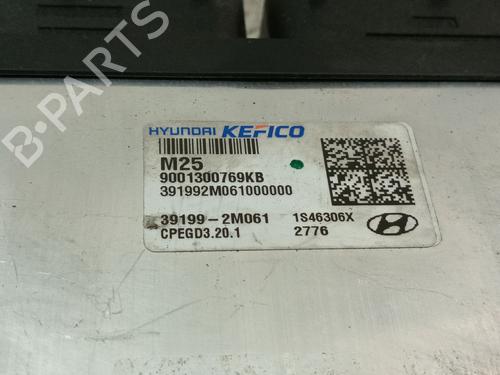 HYUNDAI KEFICO
M25
9001300769KB
391992M061000000
39199-2M061 1S46306X
CPEGD3.20.1 2776
B-PARTS